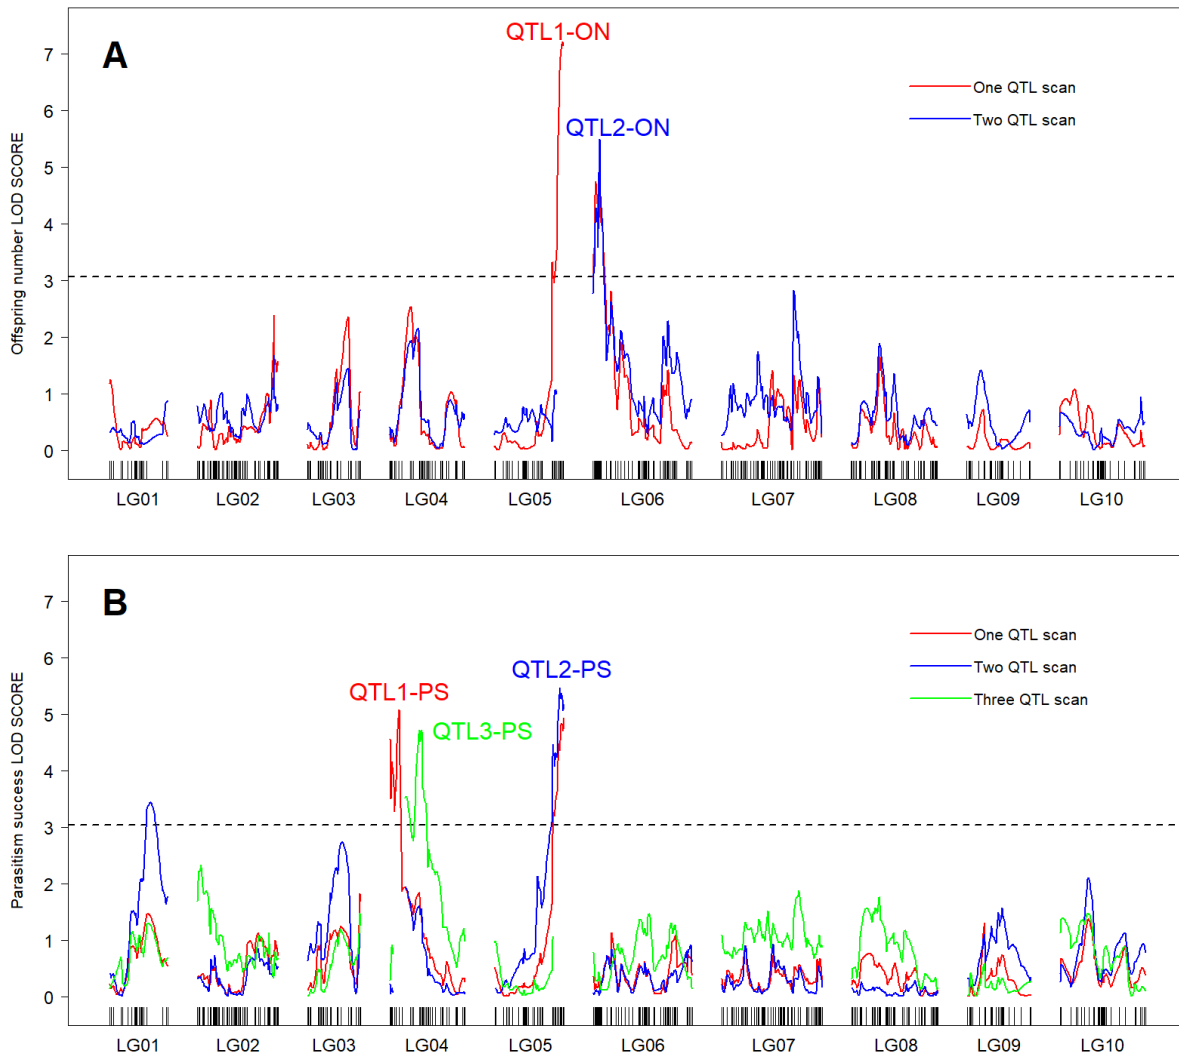 A
QTL1-ON
QTL2-ON
One QTL scan
Two QTL scan
Offspring number LOD SCORE
7
6
5
4
3
2
1
0
LG01 LG02 LG03 LG04 LG05 LG06 LG07 LG08 LG09 LG10
B
QTL1-PS
QTL2-PS
QTL3-PS
One QTL scan
Two QTL scan
Three QTL scan
Parasitism success LOD SCORE
7
6
5
4
3
2
1
0
LG01 LG02 LG03 LG04 LG05 LG06 LG07 LG08 LG09 LG10